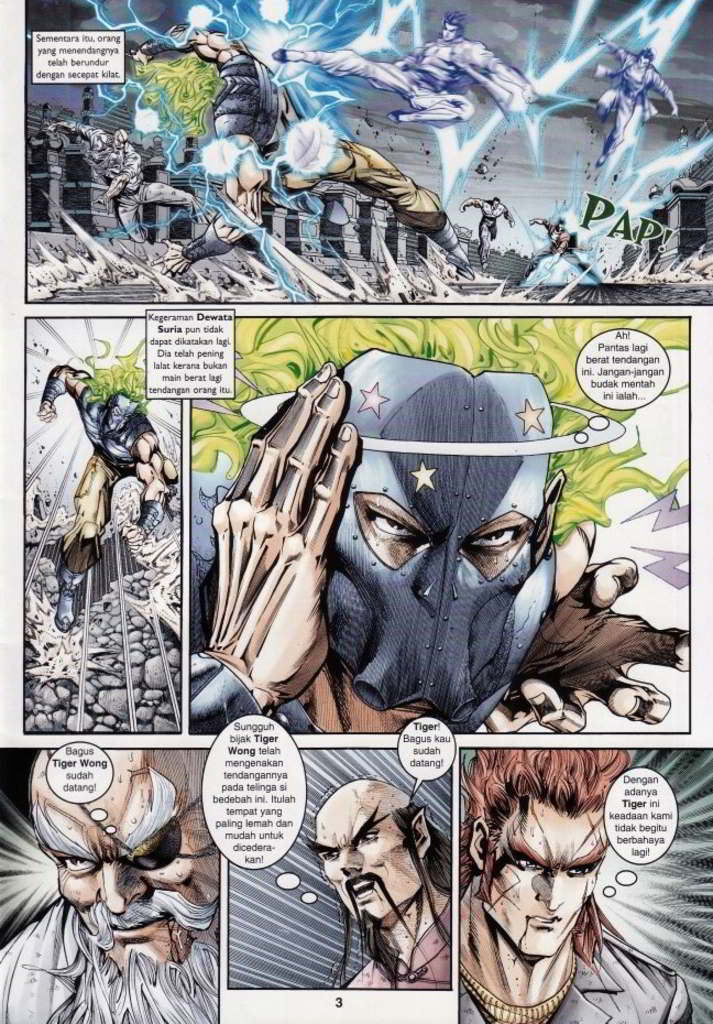 Sementara itu, orang
yang menendangnya
telah berundur
dengan secepat kilat.
PAP!
Kegeraman Dewata
Suria pun tidak
dapat dikatakan lagi.
Dia telah pening
lalat kerana bukan
main berat lagi
tendangan orang itu.
Ah!
Pantas lagi
berat tendangan
ini. Jangan-jangan
budak mentah
ini ialah...
Bagus
Tiger Wong
sudah
datang!
Sungguh
bijak Tiger
Wong telah
mengenakan
tendangannya
pada telinga si
bedebah ini. Itulah
tempat yang
paling lemah dan
mudah untuk
dicedera-
kan!
Tiger!
Bagus kau
sudah
datang!
Dengan
adanya
Tiger ini
keadaan kami
tidak begitu
berbahaya
lagi!
3